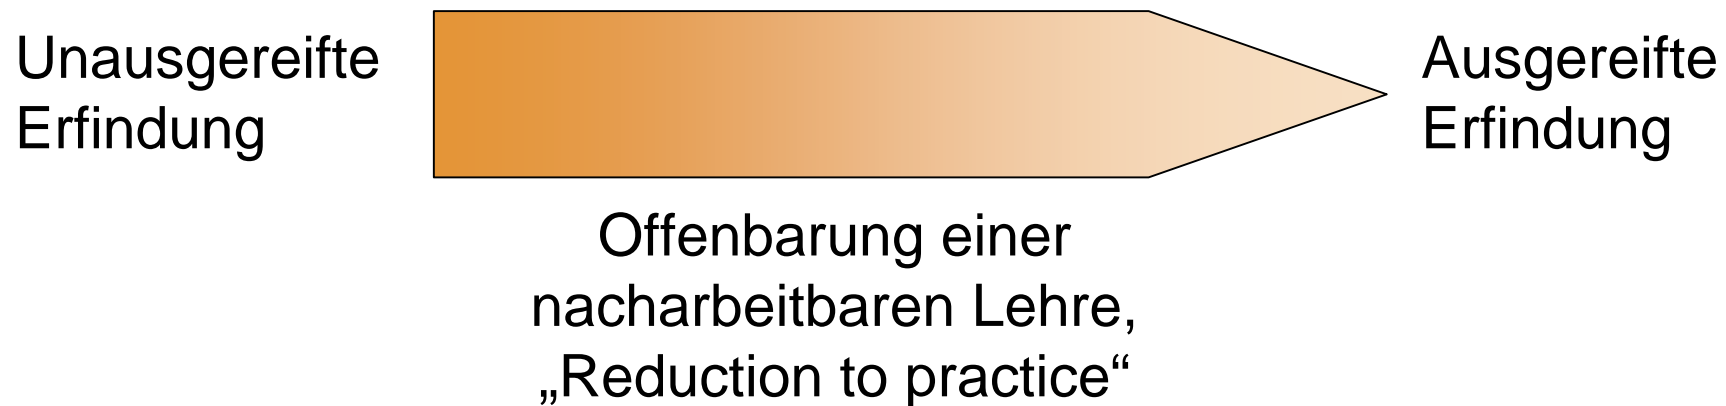 Unausgereifte
Erfindung
Ausgereifte
Erfindung
Offenbarung einer
nacharbeitbaren Lehre,
„Reduction to practice“